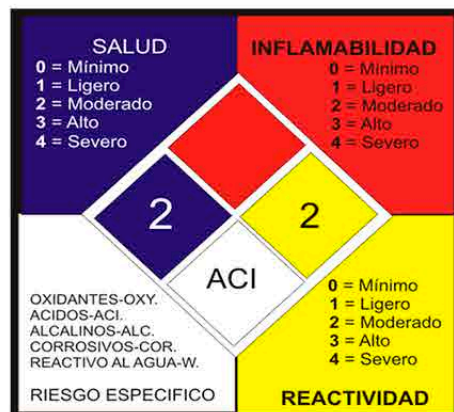 SALUD
0 = Mínimo
1 = Ligero
2 = Moderado
3 = Alto
4 = Severo
INFLAMABILIDAD
0 = Mínimo
1 = Ligero
2 = Moderado
3 = Alto
4 = Severo
2
2
ACI
OXIDANTES-OXY.
ACIDOS-ACI.
ALCALINOS-ALC.
CORROSIVOS-COR.
REACTIVO AL AGUA-W.
RIESGO ESPECIFICO
0 = Mínimo
1 = Ligero
2 = Moderado
3 = Alto
4 = Severo
REACTIVIDAD